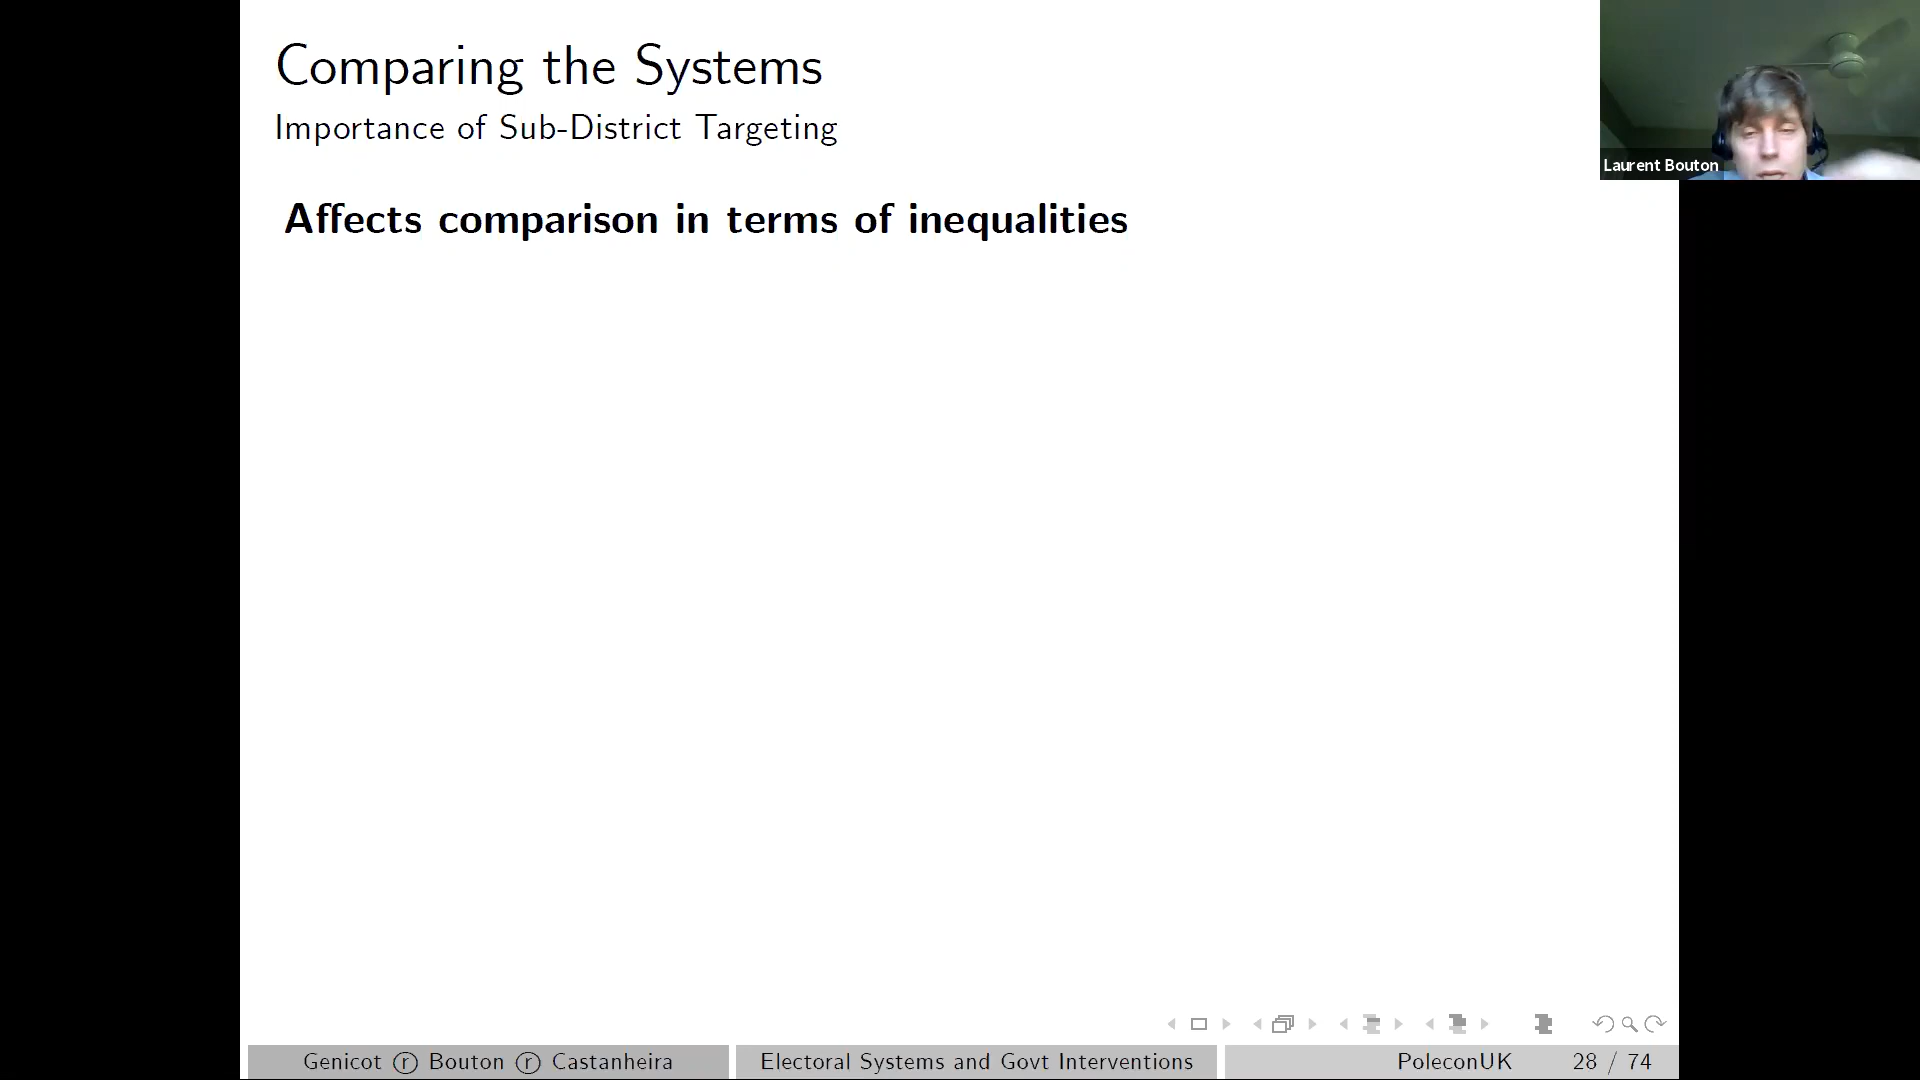 Comparing the Systems
Importance of Sub-District Targeting
Laurent Bouton
Affects comparison in terms of inequalities
Genicot ⓡ Bouton ⓡ Castanheira
Electoral Systems and Govt Interventions
PoleconUK
28 / 74